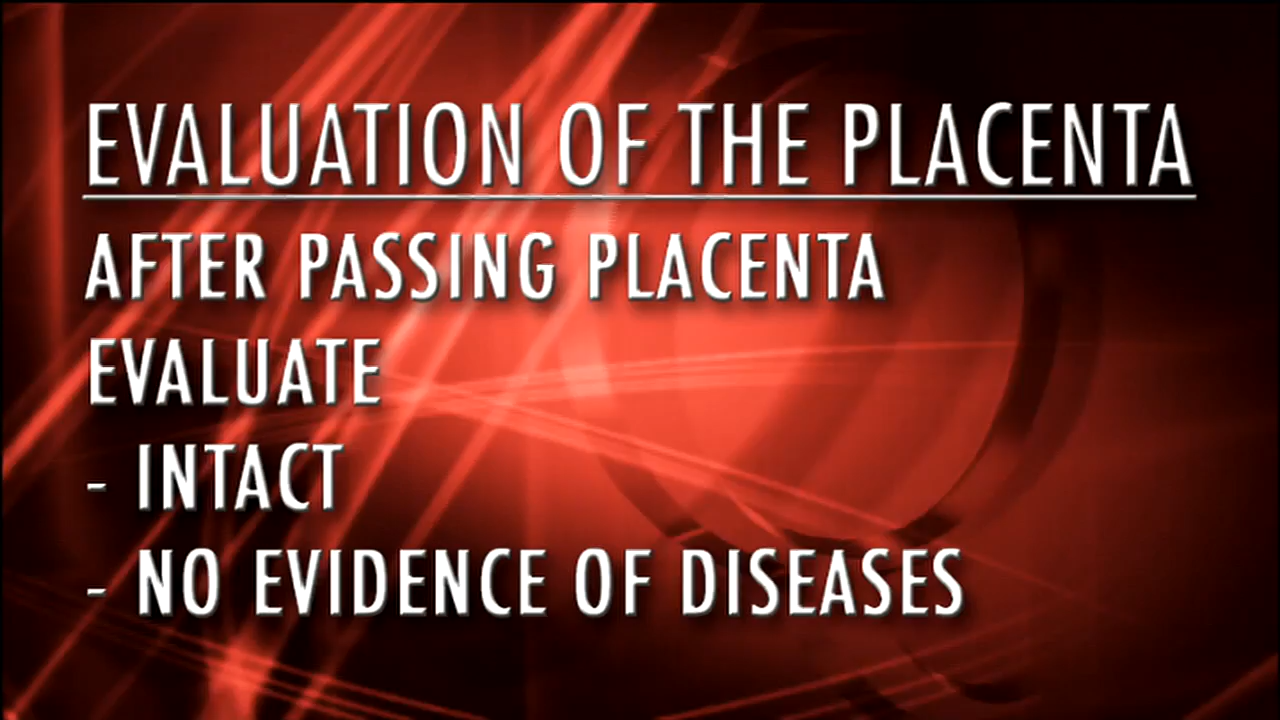 EVALUATION OF THE PLACENTA
AFTER PASSING PLACENTA
EVALUATE
- INTACT
- NO EVIDENCE OF DISEASES